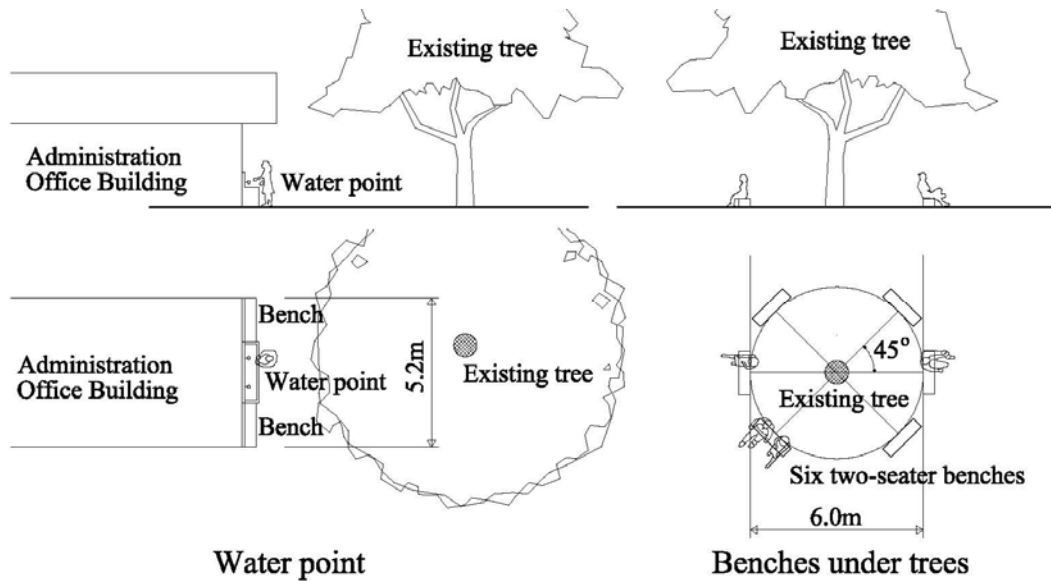 Existing tree
Existing tree
Administration
Office Building
Water point
Bench
Administration
Office Building
Water point
Bench
5.2m
Existing tree
45°
Existing tree
Six two-seater benches
6.0m
Water point
Benches under trees